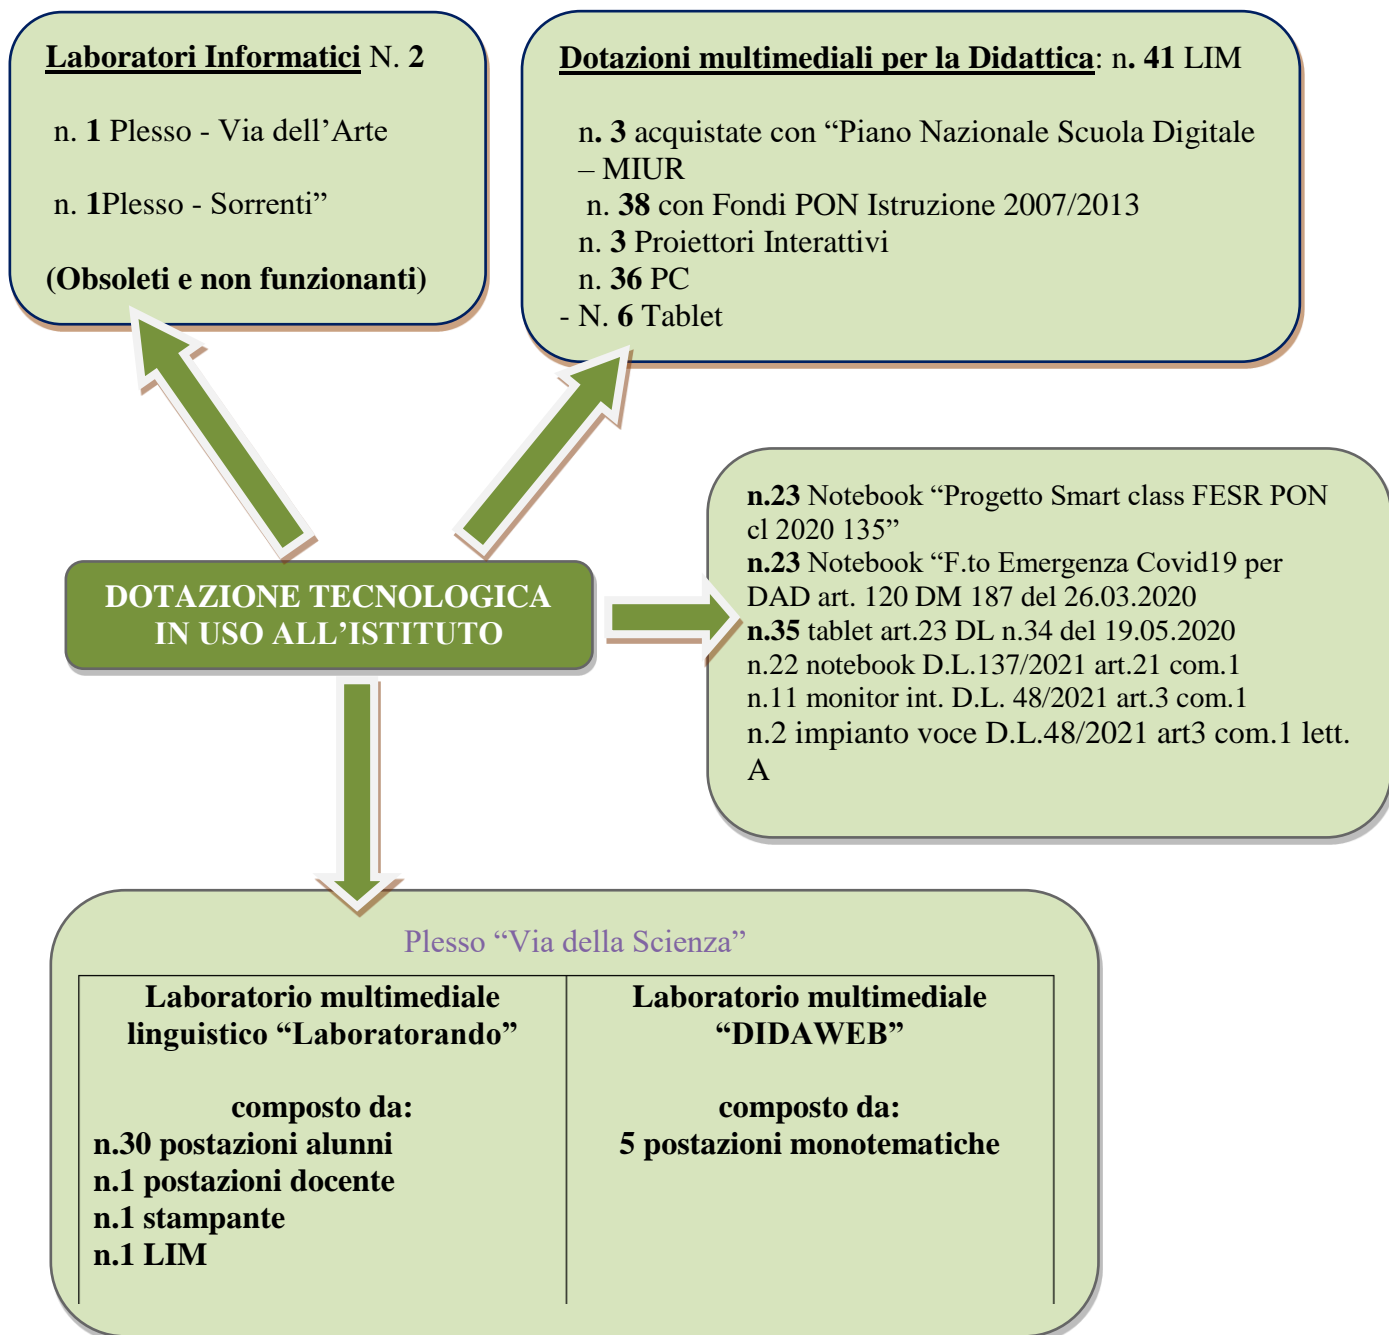 Laboratori Informatici N. 2
n. 1 Plesso - Via dell’Arte
n. 1Plesso - Sorrenti”
(Obsoleti e non funzionanti)
Dotazioni multimediali per la Didattica: n. 41 LIM
n. 3 acquistate con “Piano Nazionale Scuola Digitale
– MIUR
n. 38 con Fondi PON Istruzione 2007/2013
n. 3 Proiettori Interattivi
n. 36 PC
- N. 6 Tablet
DOTAZIONE TECNOLOGICA
IN USO ALL’ISTITUTO
n.23 Notebook “Progetto Smart class FESR PON
cl 2020 135”
n.23 Notebook “F.to Emergenza Covid19 per
DAD art. 120 DM 187 del 26.03.2020
n.35 tablet art.23 DL n.34 del 19.05.2020
n.22 notebook D.L.137/2021 art.21 com.1
n.11 monitor int. D.L. 48/2021 art.3 com.1
n.2 impianto voce D.L.48/2021 art3 com.1 lett.
A
Plesso “Via della Scienza”
Laboratorio multimediale
linguistico “Laboratorando”
composto da:
n.30 postazioni alunni
n.1 postazioni docente
n.1 stampante
n.1 LIM
Laboratorio multimediale
“DIDAWEB”
composto da:
5 postazioni monotematiche